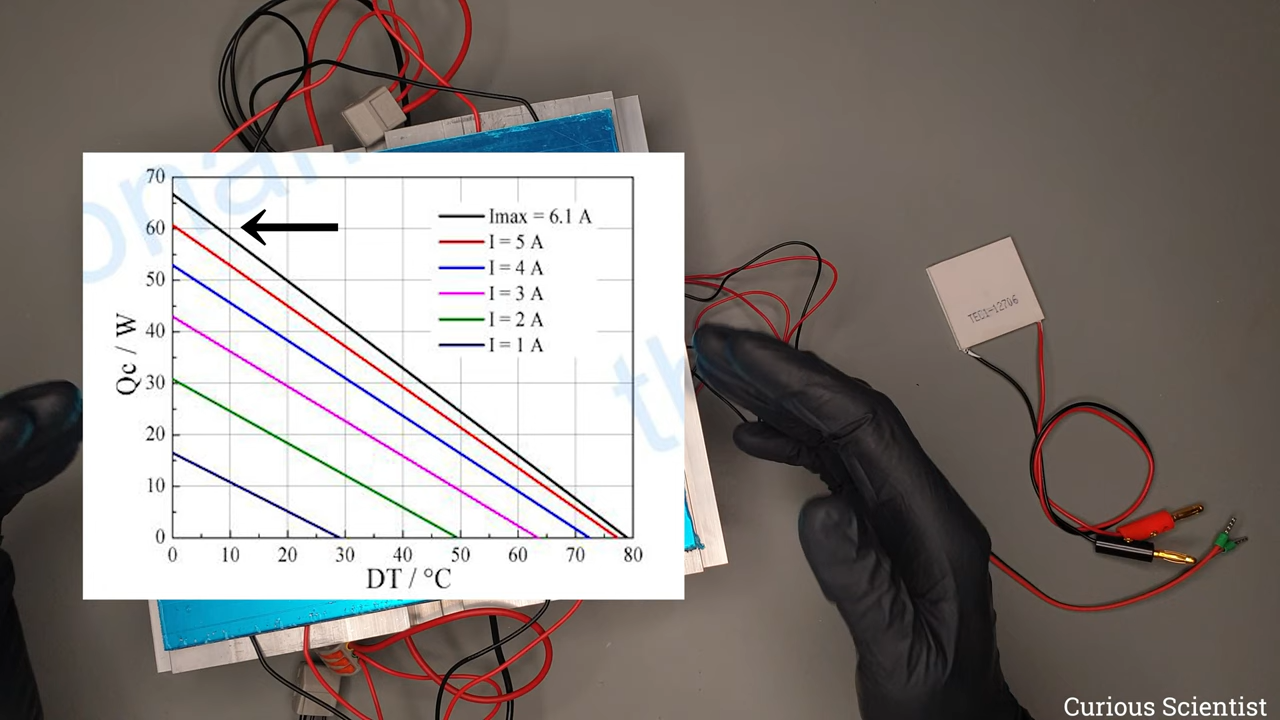 70
60
50
40
30
20
10
0
Qc / W
Imax = 6.1 A
I = 5 A
I = 4 A
I = 3 A
I = 2 A
I = 1 A
0 10 20 30 40 50 60 70 80
DT / °C
TEC1-12706
Curious Scientist